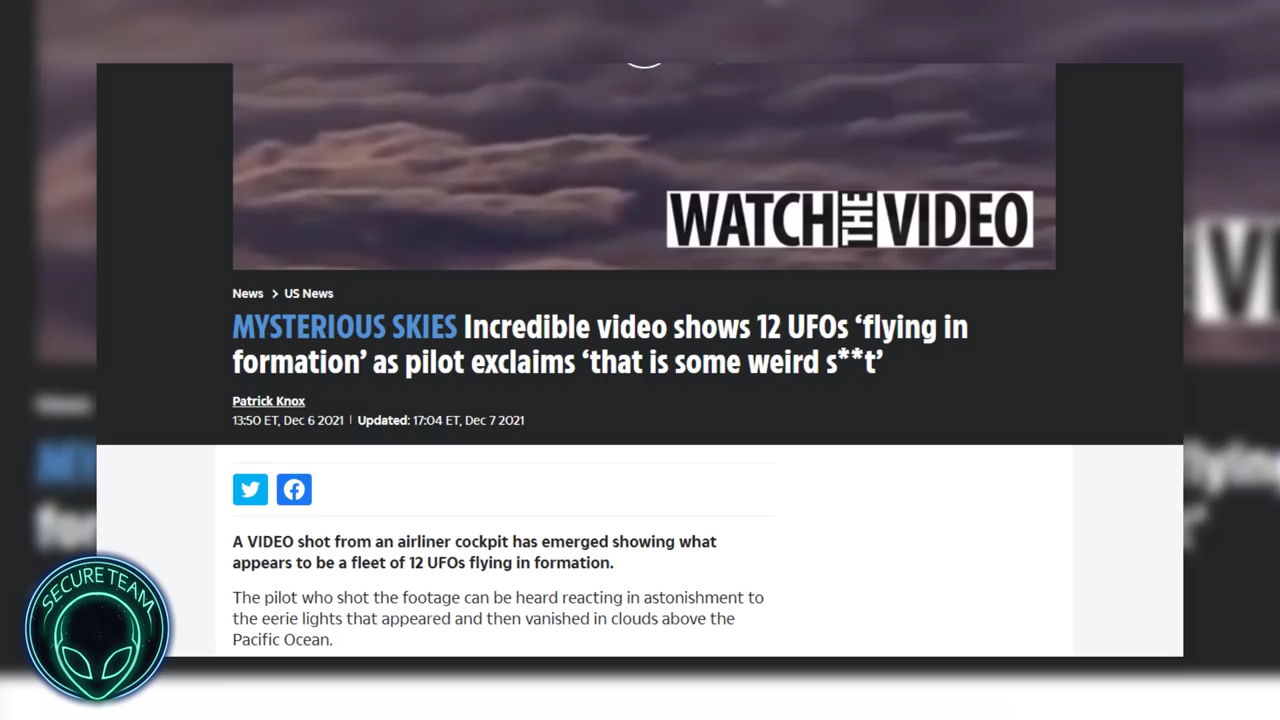 WATCH THE VIDEO
News > US News
MYSTERIOUS SKIES Incredible video shows 12 UFOs ‘flying in
formation’ as pilot exclaims ‘that is some weird s**t’
Patrick Knox
13:50 ET, Dec 6 2021 | Updated: 17:04 ET, Dec 7 2021
A VIDEO shot from an airliner cockpit has emerged showing what
appears to be a fleet of 12 UFOs flying in formation.
The pilot who shot the footage can be heard reacting in astonishment to
the eerie lights that appeared and then vanished in clouds above the
Pacific Ocean.
SECURE TEAM